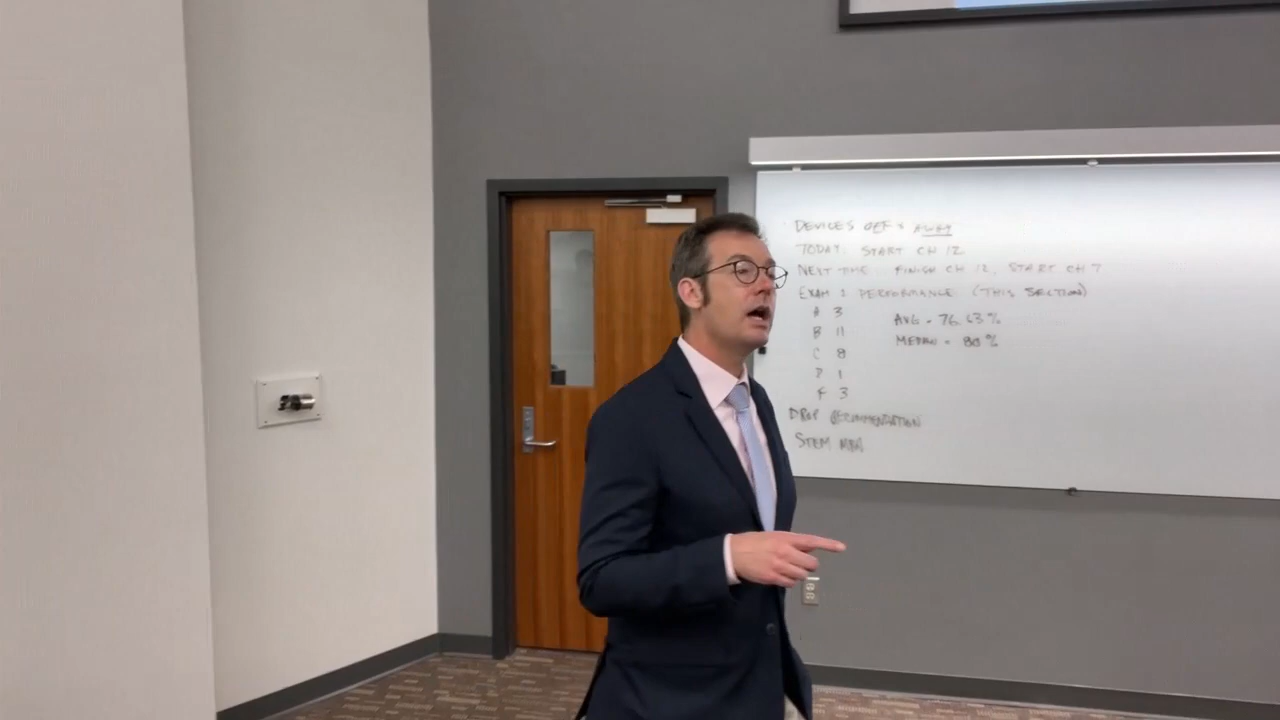 DEVICES OFF & AWAY
TODAY: START CH 12
NEXT TIME: FINISH CH 12, START CH 7
EXAM 1 PERFORMANCE (THIS SECTION)
A 3 AVG = 76.63%
B 11 MEDIAN = 80%
C 8
D 1
F 3
DROP RECOMMENDATION
STEM MBA